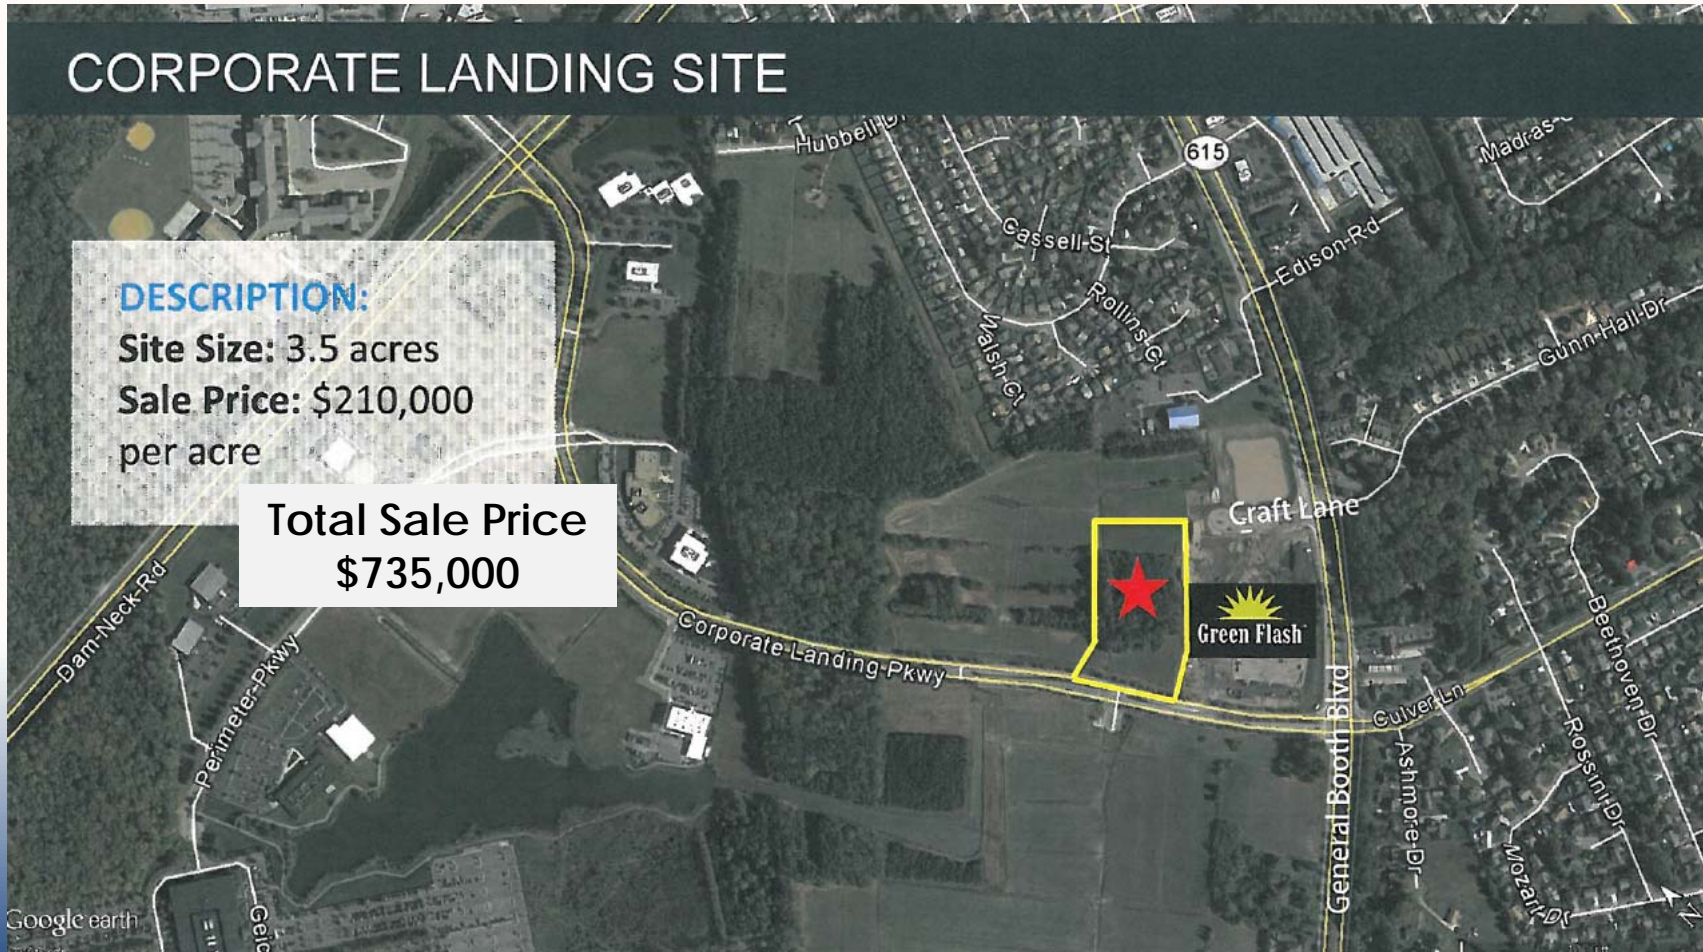 CORPORATE LANDING SITE
DESCRIPTION:
Site Size: 3.5 acres
Sale Price: $210,000
per acre
Total Sale Price
$735,000
Hubbell Dr
615
Madras
Cassell St
Edison-Rd
Rollins-Ct
Walsh-Ct
Gunn-Hall-Dr
Craft Lane
Green Flash
Dam-Neck-Rd
Perimeter-Pkwy
Corporate-Landing-Pkwy
General Booth Blvd
Culver-Ln
Beethoven-Dr
Rossini-Dr
Ashmore-Dr
Mozart-Dr
Google earth
Geic
N